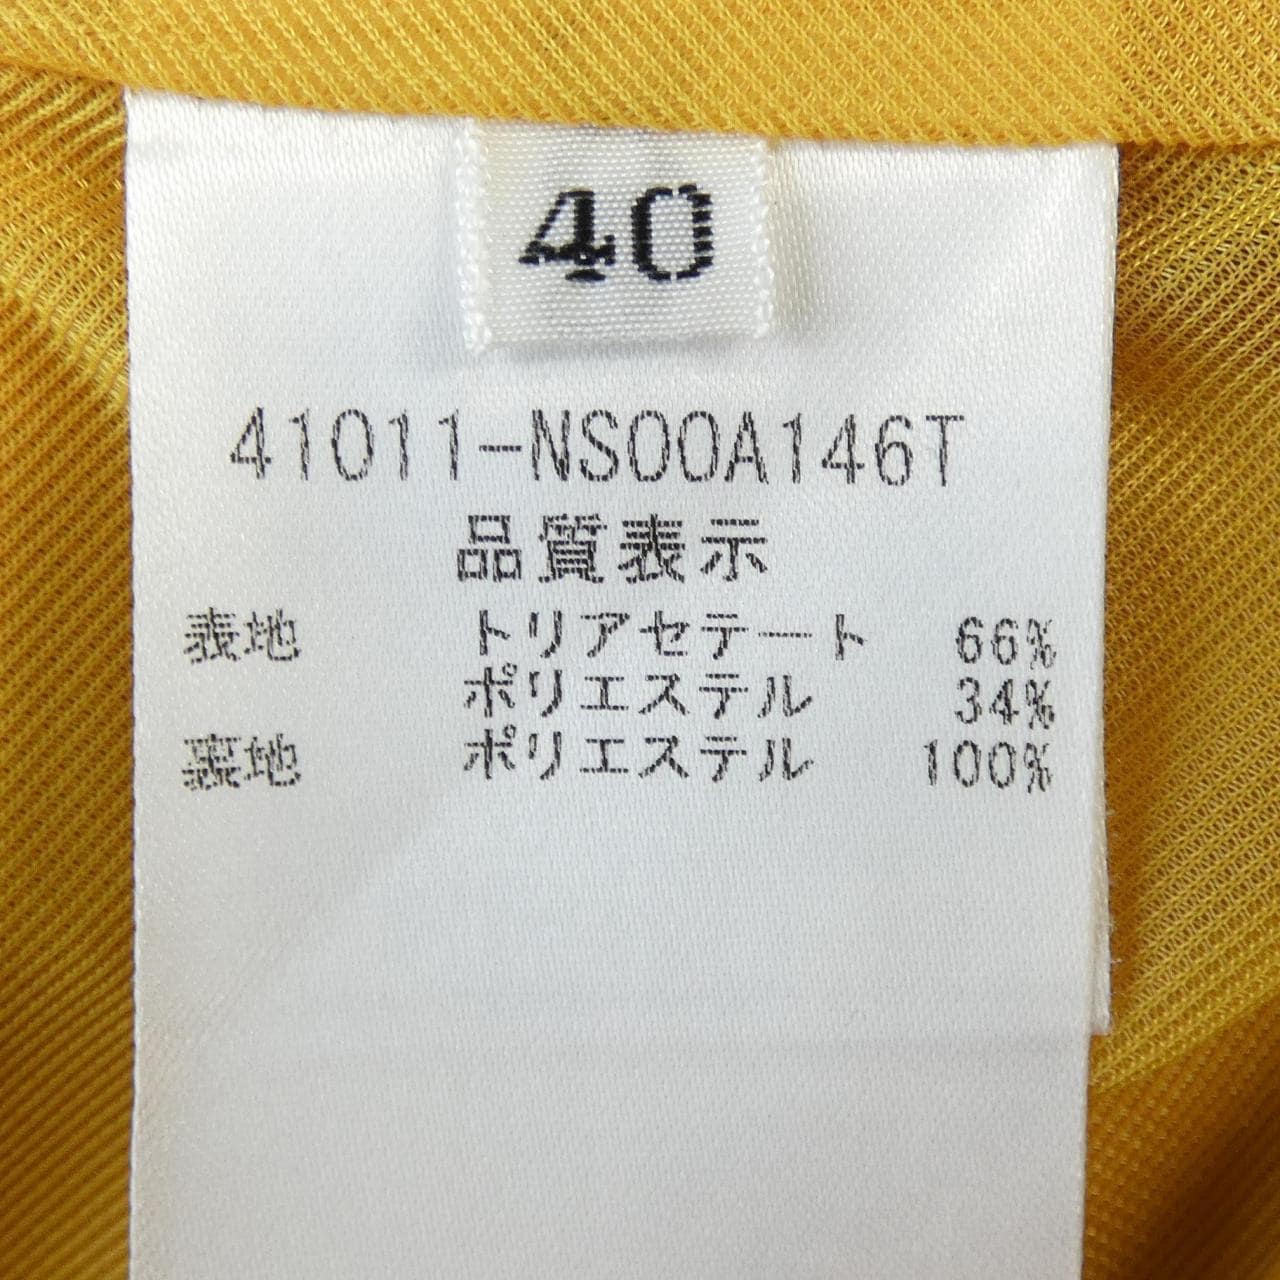 40
41011-NS00A146T
品質表示
表地 トリアセテート 66%
ポリエステル 34%
裏地 ポリエステル 100%